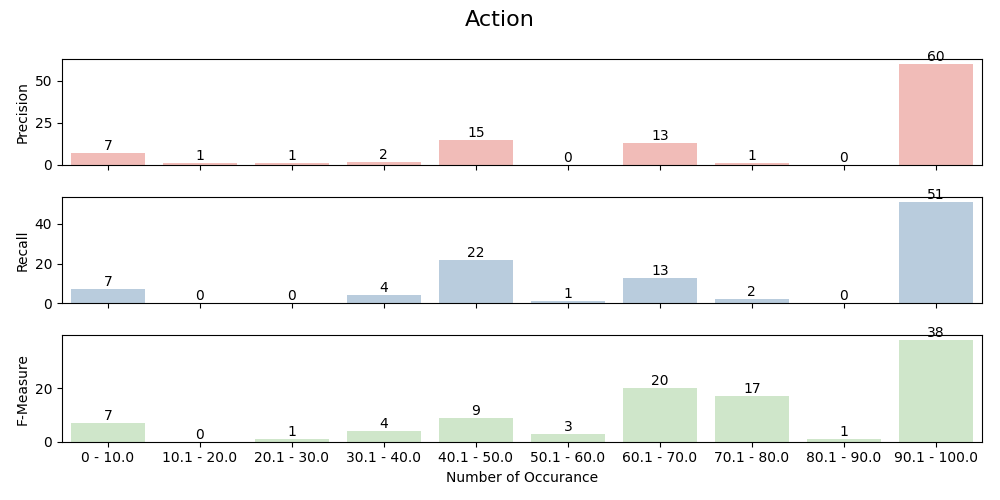 Action
Precision
50
25
0
7 1 1 2 15 0 13 1 0 60
Recall
40
20
0
7 0 0 4 22 1 13 2 0 51
F-Measure
20
0
7 0 1 4 9 3 20 17 1 38
0 - 10.0 10.1 - 20.0 20.1 - 30.0 30.1 - 40.0 40.1 - 50.0 50.1 - 60.0 60.1 - 70.0 70.1 - 80.0 80.1 - 90.0 90.1 - 100.0
Number of Occurance